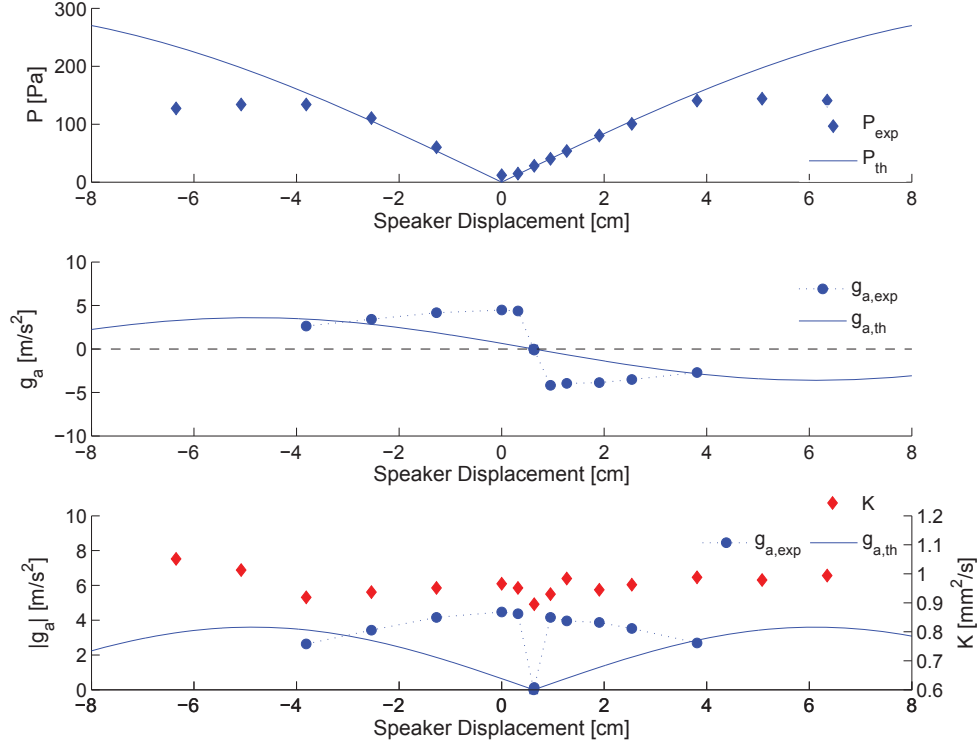 300
200
100
0
P [Pa]
P_exp
P_th
−8 −6 −4 −2 0 2 4 6 8
Speaker Displacement [cm]
10
5
0
−5
−10
g_a [m/s²]
g_a,exp
g_a,th
−8 −6 −4 −2 0 2 4 6 8
Speaker Displacement [cm]
K
g_a,exp g_a,th
10
8
6
4
2
0
|g_a| [m/s²]
1.2
1.1
1
0.9
0.8
0.7
0.6
K [mm²/s]
−8 −6 −4 −2 0 2 4 6 8
Speaker Displacement [cm]